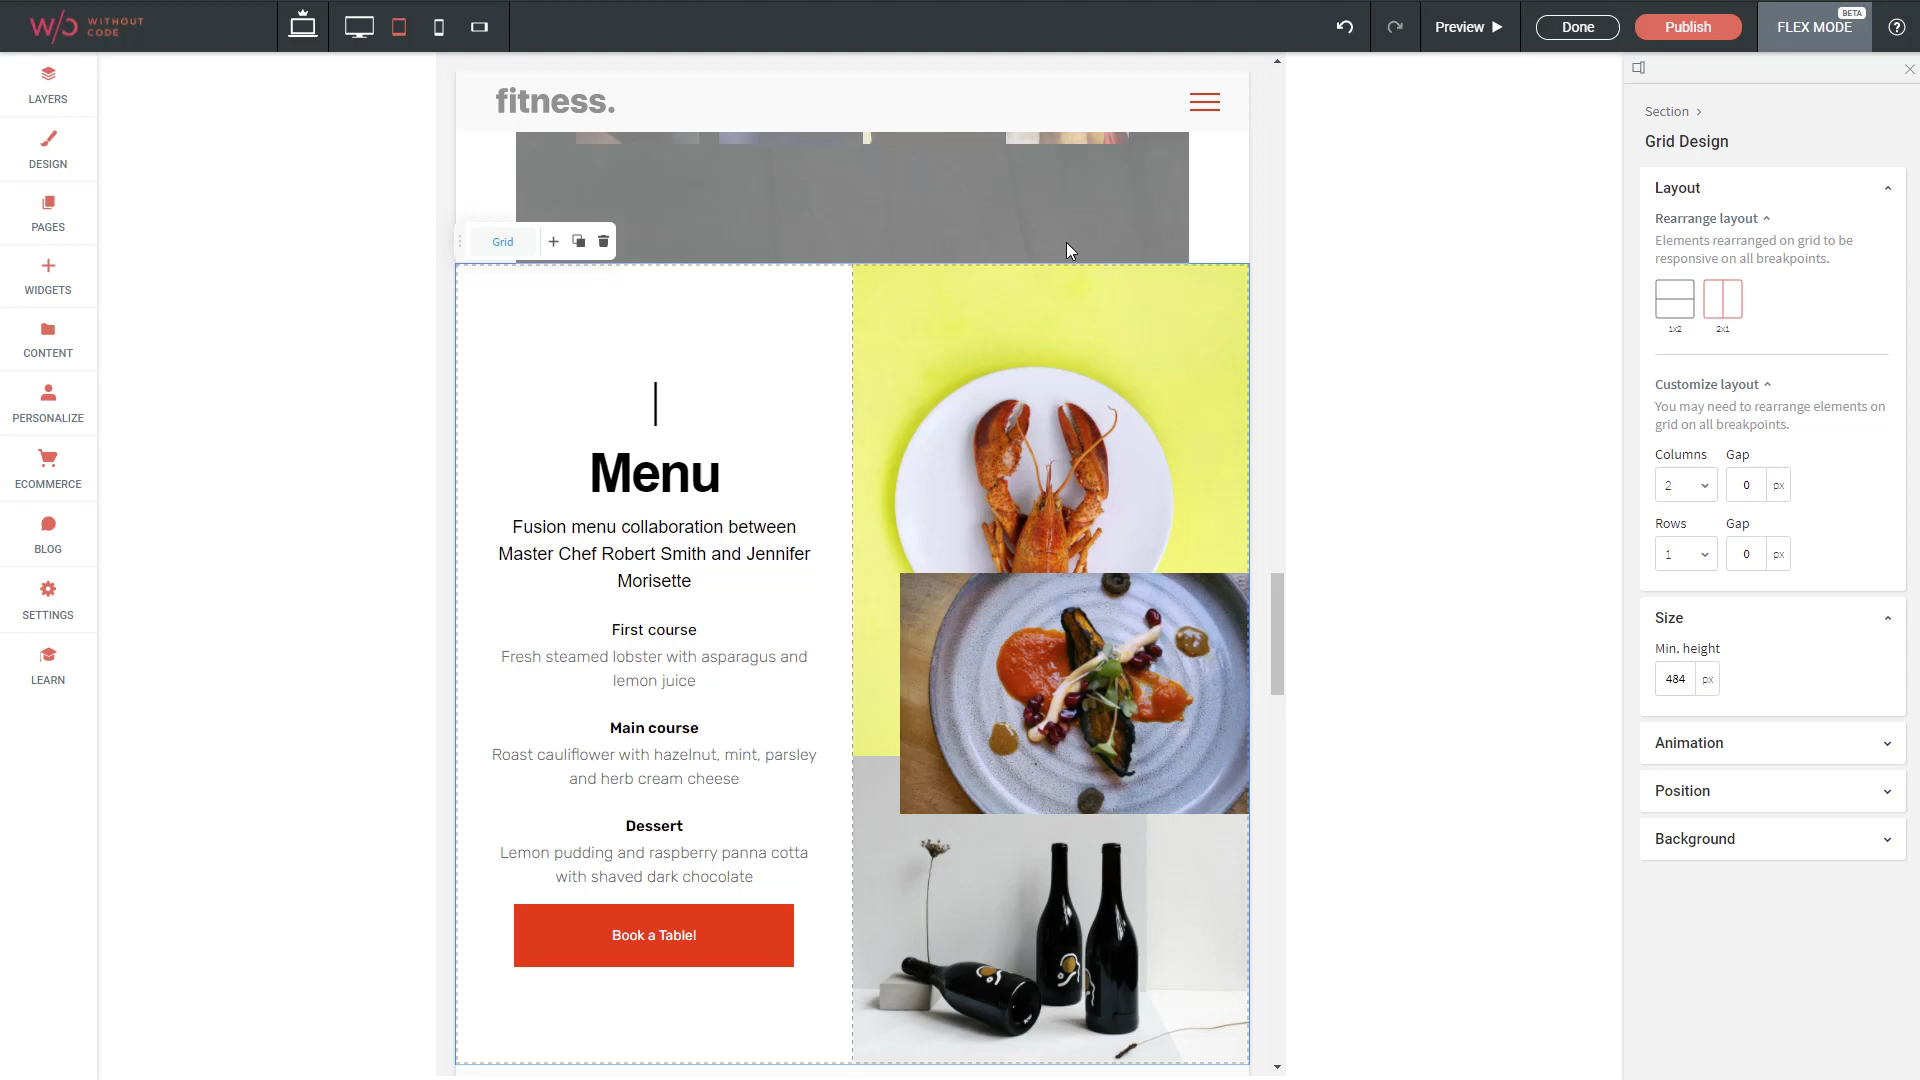 W/O WITHOUT CODE
Preview
Done
Publish
FLEX MODE
BETA
LAYERS
DESIGN
PAGES
WIDGETS
CONTENT
PERSONALIZE
ECOMMERCE
BLOG
SETTINGS
LEARN
fitness.
Grid
Menu
Fusion menu collaboration between
Master Chef Robert Smith and Jennifer
Morisette
First course
Fresh steamed lobster with asparagus and
lemon juice
Main course
Roast cauliflower with hazelnut, mint, parsley
and herb cream cheese
Dessert
Lemon pudding and raspberry panna cotta
with shaved dark chocolate
Book a Table!
Section >
Grid Design
Layout
Rearrange layout
Elements rearranged on grid to be
responsive on all breakpoints.
1x2 2x1
Customize layout
You may need to rearrange elements on
grid on all breakpoints.
Columns Gap
2 0 px
Rows Gap
1 0 px
Size
Min. height
484 px
Animation
Position
Background